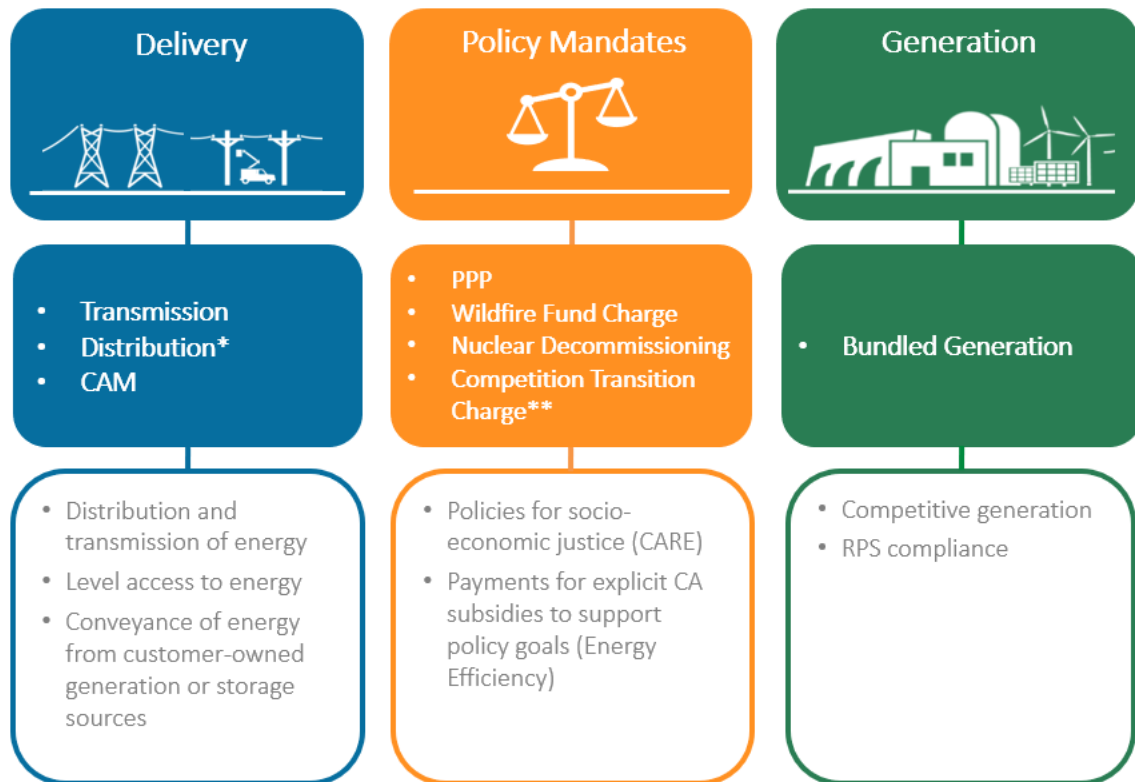 Delivery
• Transmission
• Distribution*
• CAM
• Distribution and
transmission of energy
• Level access to energy
• Conveyance of energy
from customer-owned
generation or storage
sources
Policy Mandates
• PPP
• Wildfire Fund Charge
• Nuclear Decommissioning
• Competition Transition
Charge**
• Policies for socio-
economic justice (CARE)
• Payments for explicit CA
subsidies to support
policy goals (Energy
Efficiency)
Generation
• Bundled Generation
• Competitive generation
• RPS compliance